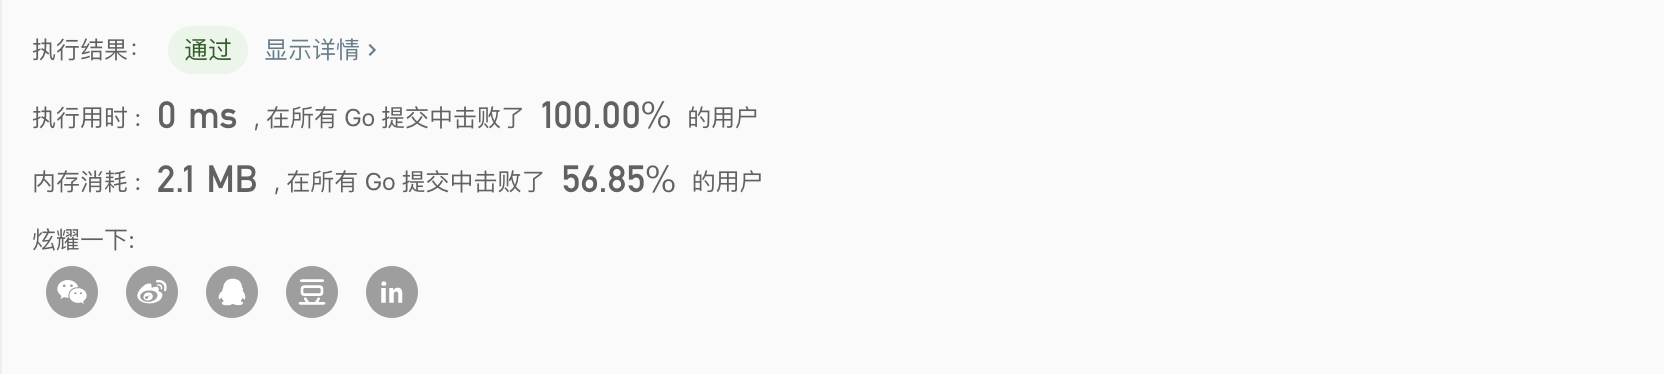 执行结果： 通过 显示详情 ›
执行用时： 0 ms ，在所有 Go 提交中击败了 100.00% 的用户
内存消耗： 2.1 MB ，在所有 Go 提交中击败了 56.85% 的用户
炫耀一下:
豆 in